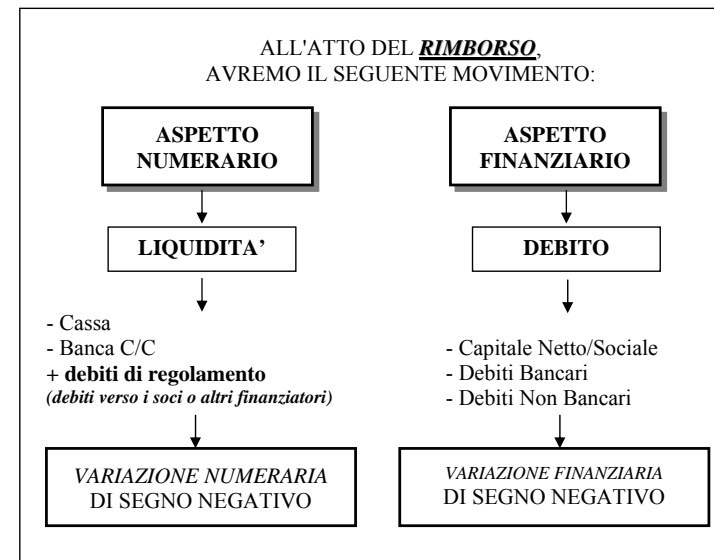 ALL'ATTO DEL RIMBORSO,
AVREMO IL SEGUENTE MOVIMENTO:
ASPETTO
NUMERARIO
ASPETTO
FINANZIARIO
LIQUIDITA’
DEBITO
- Cassa
- Banca C/C
+ debiti di regolamento
(debiti verso i soci o altri finanziatori)
- Capitale Netto/Sociale
- Debiti Bancari
- Debiti Non Bancari
VARIAZIONE NUMERARIA
DI SEGNO NEGATIVO
VARIAZIONE FINANZIARIA
DI SEGNO NEGATIVO